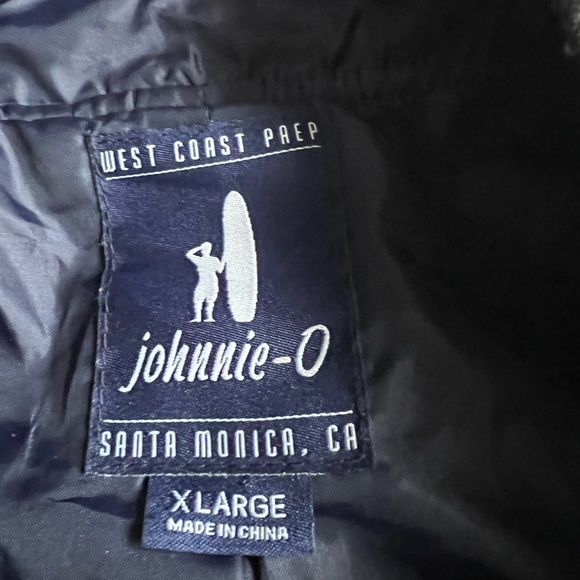 WEST COAST PREP
johnnie-O
SANTA MONICA, CA
XLARGE
MADE IN CHINA